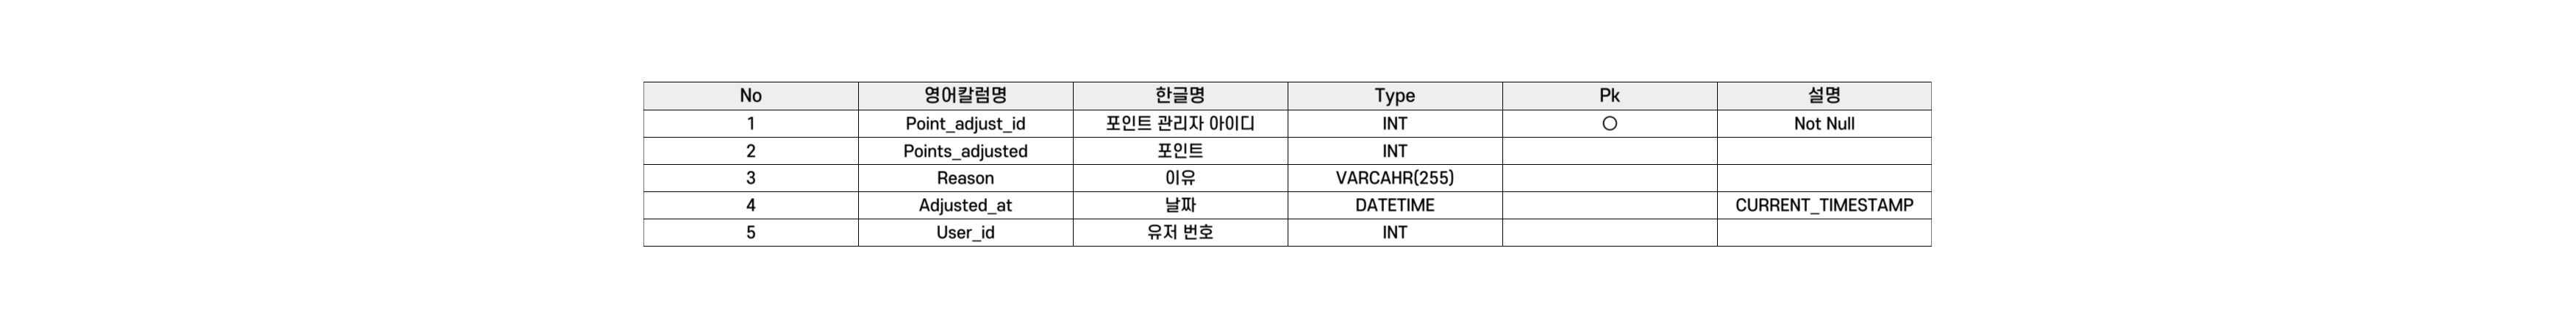 No 영어칼럼명 한글명 Type Pk 설명
1 Point_adjust_id 포인트 관리자 아이디 INT ○ Not Null
2 Points_adjusted 포인트 INT
3 Reason 이유 VARCAHR(255)
4 Adjusted_at 날짜 DATETIME CURRENT_TIMESTAMP
5 User_id 유저 번호 INT